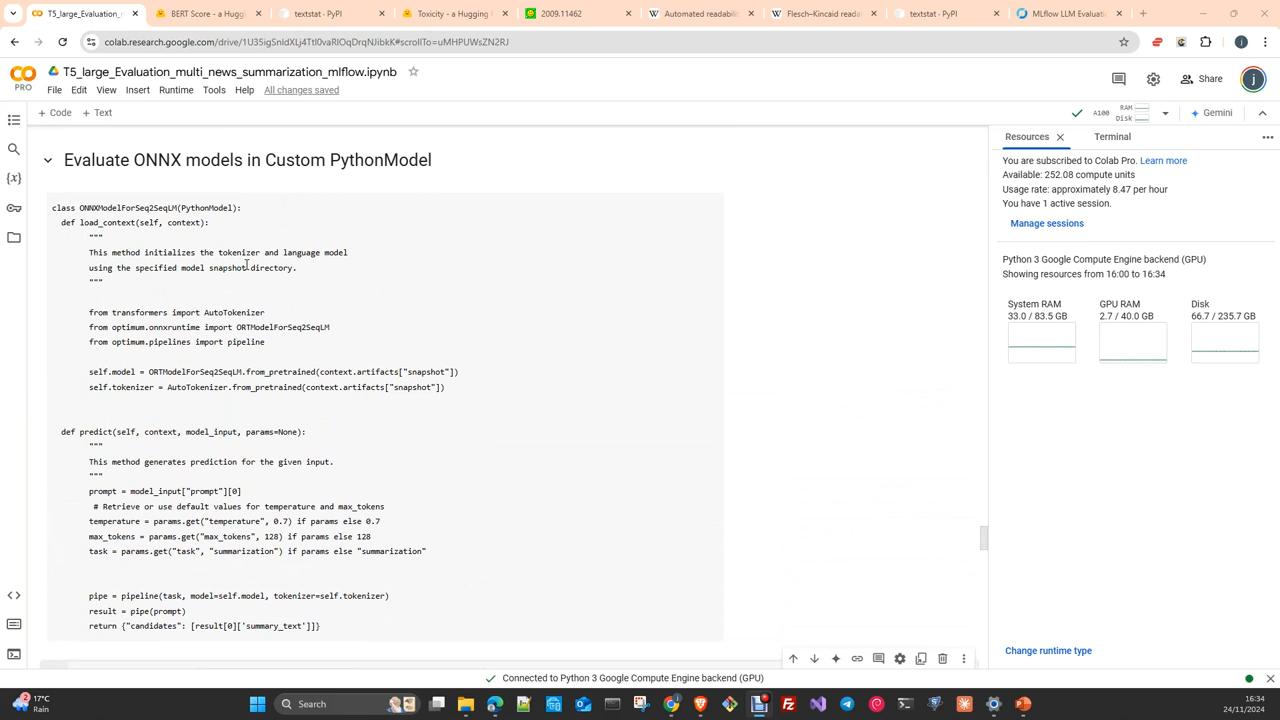 T5_large_Evaluation_mul
BERT Score - a Hugg
textstat · PyPI
Toxicity - a Hugging F
2009.11462
Automated readabilit
Flesch–Kincaid reada
textstat · PyPI
MLflow LLM Evaluati
colab.research.google.com/drive/1U35igSnIdXLj4TtI0vaRIOqDrqNJibkK#scrollTo=uMHPUWsZN2RJ
PRO
T5_large_Evaluation_multi_news_summarization_mlflow.ipynb
File Edit View Insert Runtime Tools Help All changes saved
Share
+ Code + Text
A100 RAM Disk
Gemini
Evaluate ONNX models in Custom PythonModel
class ONNXModelForSeq2SeqLM(PythonModel):
def load_context(self, context):
"""
This method initializes the tokenizer and language model
using the specified model snapshot directory.
"""
from transformers import AutoTokenizer
from optimum.onnxruntime import ORTModelForSeq2SeqLM
from optimum.pipelines import pipeline
self.model = ORTModelForSeq2SeqLM.from_pretrained(context.artifacts["snapshot"])
self.tokenizer = AutoTokenizer.from_pretrained(context.artifacts["snapshot"])
def predict(self, context, model_input, params=None):
"""
This method generates prediction for the given input.
"""
prompt = model_input["prompt"][0]
# Retrieve or use default values for temperature and max_tokens
temperature = params.get("temperature", 0.7) if params else 0.7
max_tokens = params.get("max_tokens", 128) if params else 128
task = params.get("task", "summarization") if params else "summarization"
pipe = pipeline(task, model=self.model, tokenizer=self.tokenizer)
result = pipe(prompt)
return {"candidates": [result[0]['summary_text']]}
Resources
Terminal
You are subscribed to Colab Pro. Learn more
Available: 252.08 compute units
Usage rate: approximately 8.47 per hour
You have 1 active session.
Manage sessions
Python 3 Google Compute Engine backend (GPU)
Showing resources from 16:00 to 16:34
System RAM
33.0 / 83.5 GB
GPU RAM
2.7 / 40.0 GB
Disk
66.7 / 235.7 GB
Change runtime type
Connected to Python 3 Google Compute Engine backend (GPU)
17°C
Rain
Search
16:34
24/11/2024